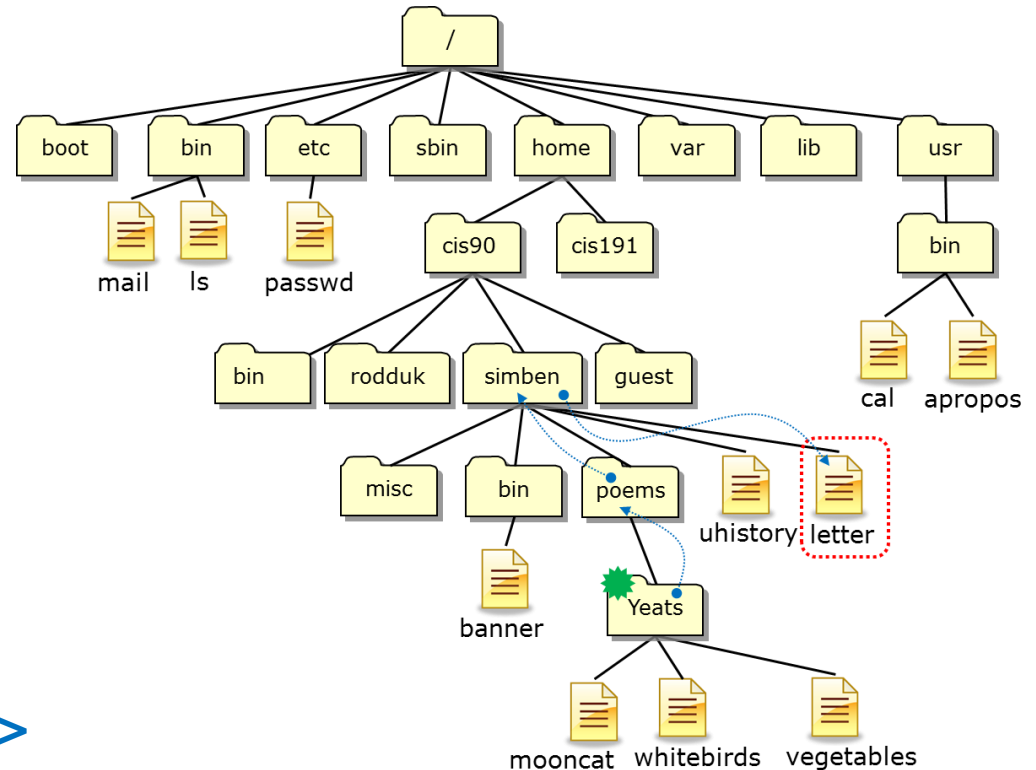 /
boot bin etc sbin home var lib usr
mail ls passwd
cis90 cis191 bin
cal apropos
bin rodduk simben guest
misc bin poems
uhistory letter
banner
Yeats
mooncat whitebirds vegetables
>